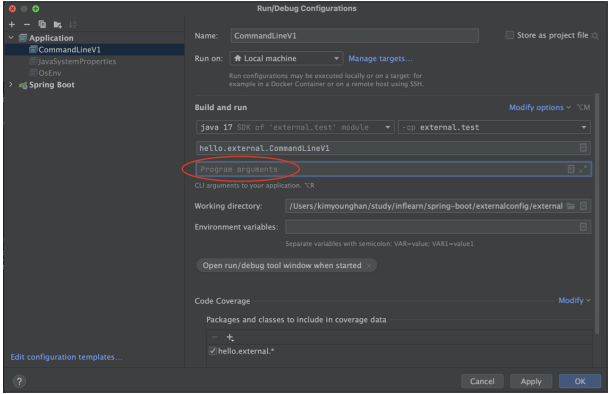 Run/Debug Configurations
Application
CommandLineV1
JavaSystemProperties
OsEnv
Spring Boot
Name: CommandLineV1
Store as project file
Run on: Local machine
Manage targets...
Run configurations may be executed locally or on a target: for
example in a Docker Container or on a remote host using SSH.
Build and run
Modify options ⌥M
java 17 SDK of 'external.test' module
-cp external.test
hello.external.CommandLineV1
Program arguments
CLI arguments to your application. ⌥R
Working directory: /Users/kimyounghan/study/inflearn/spring-boot/externalconfig/external
Environment variables:
Separate variables with semicolon: VAR=value; VAR1=value1
Open run/debug tool window when started
Code Coverage
Modify
Packages and classes to include in coverage data
hello.external.*
Edit configuration templates...
?
Cancel
Apply
OK